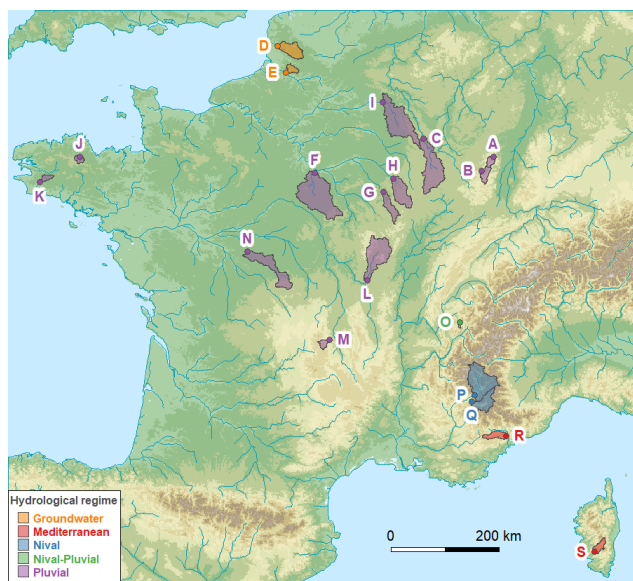 D
E
I
C
A
J
B
F
H
K
G
N
L
O
M
P
Q
R
Hydrological regime
Groundwater
Mediterranean
Nival
Nival-Pluvial
Pluvial
0 200 km
S